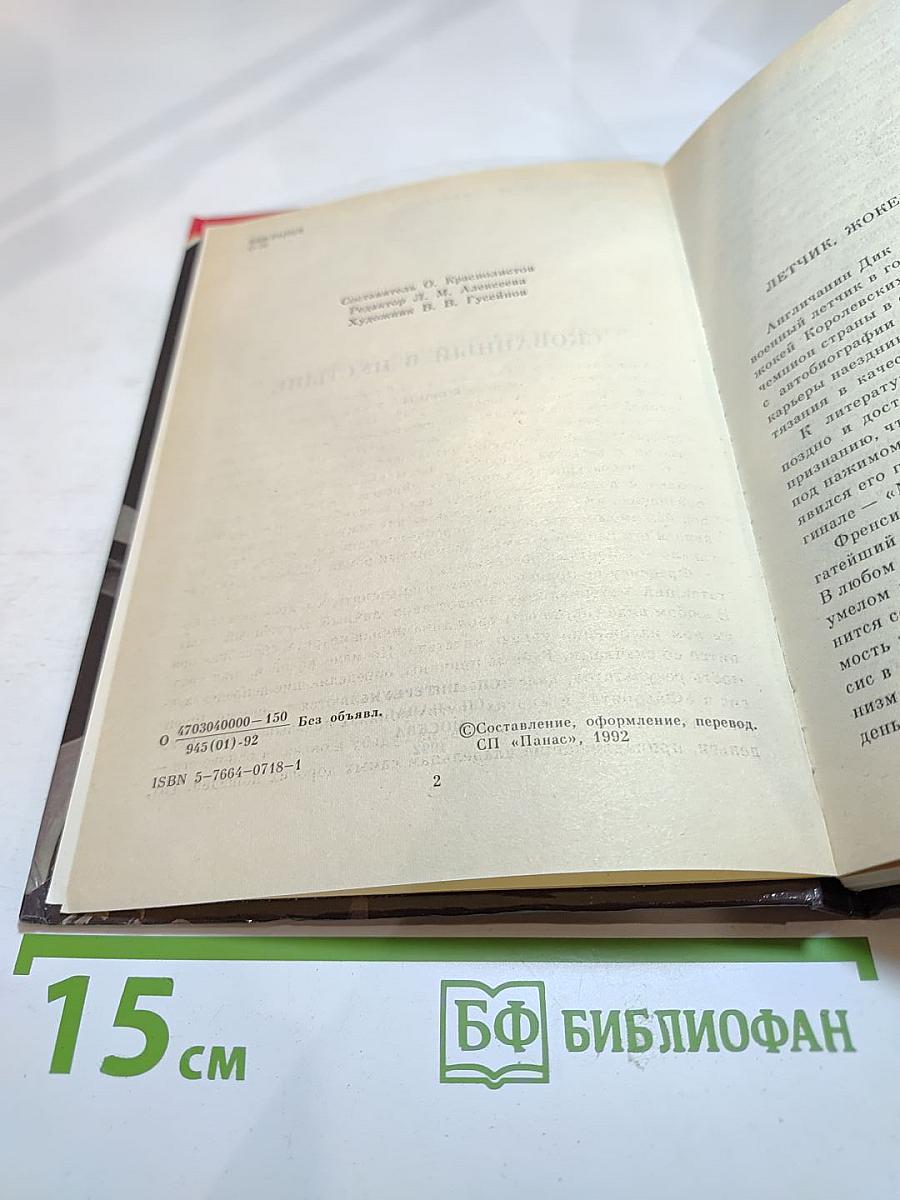 Составитель О. Краснолистов
Редактор Л. М. Алексеева
Художник В. В. Гусейнов
О 4703040000—150 Без объявл.
945(01)-92
ISBN 5-7664-0718-1
©Составление, оформление, перевод.
СП «Панас», 1992
2
ЛЕТЧИК, ЖОКЕ
Англичанин Дик
военный летчик в го
жокей Королевских
чемпион страны в с
с автобиографии
карьеры наездни
тязания в качес
К литерату
поздно и дост
признанию, чт
под нажимом
явился его п
гинале — «N
Френси
гатейший
В любом
умелом
нится с
мость
сис в
низм
день
15 см
БФ БИБЛИОФАН